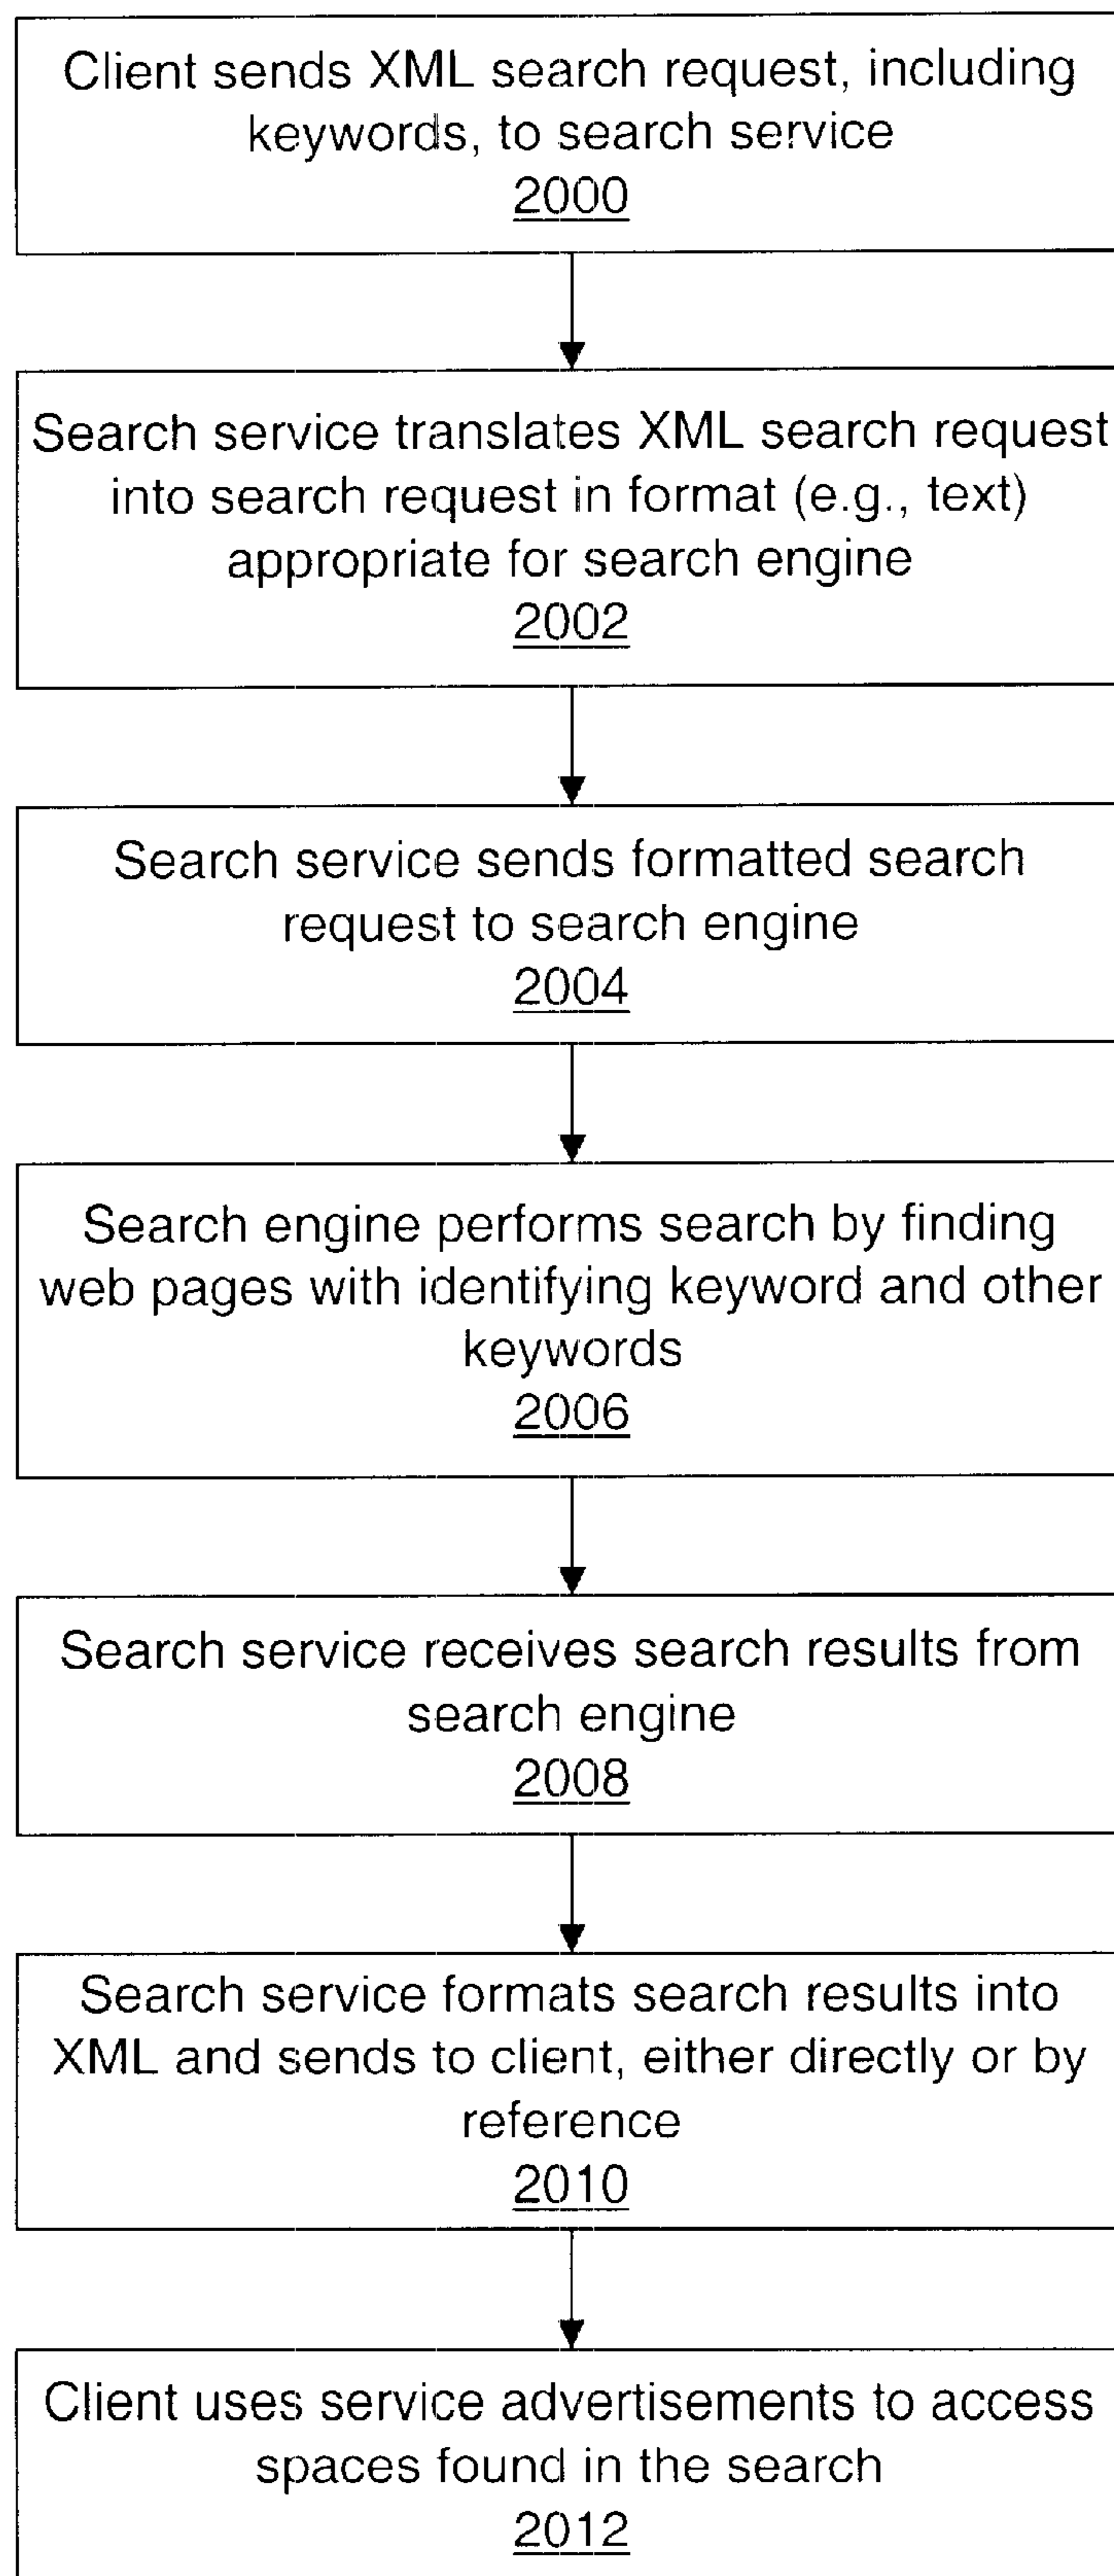 Client sends XML search request, including
keywords, to search service
2000
Search service translates XML search request
into search request in format (e.g., text)
appropriate for search engine
2002
Search service sends formatted search
request to search engine
2004
Search engine performs search by finding
web pages with identifying keyword and other
keywords
2006
Search service receives search results from
search engine
2008
Search service formats search results into
XML and sends to client, either directly or by
reference
2010
Client uses service advertisements to access
spaces found in the search
2012